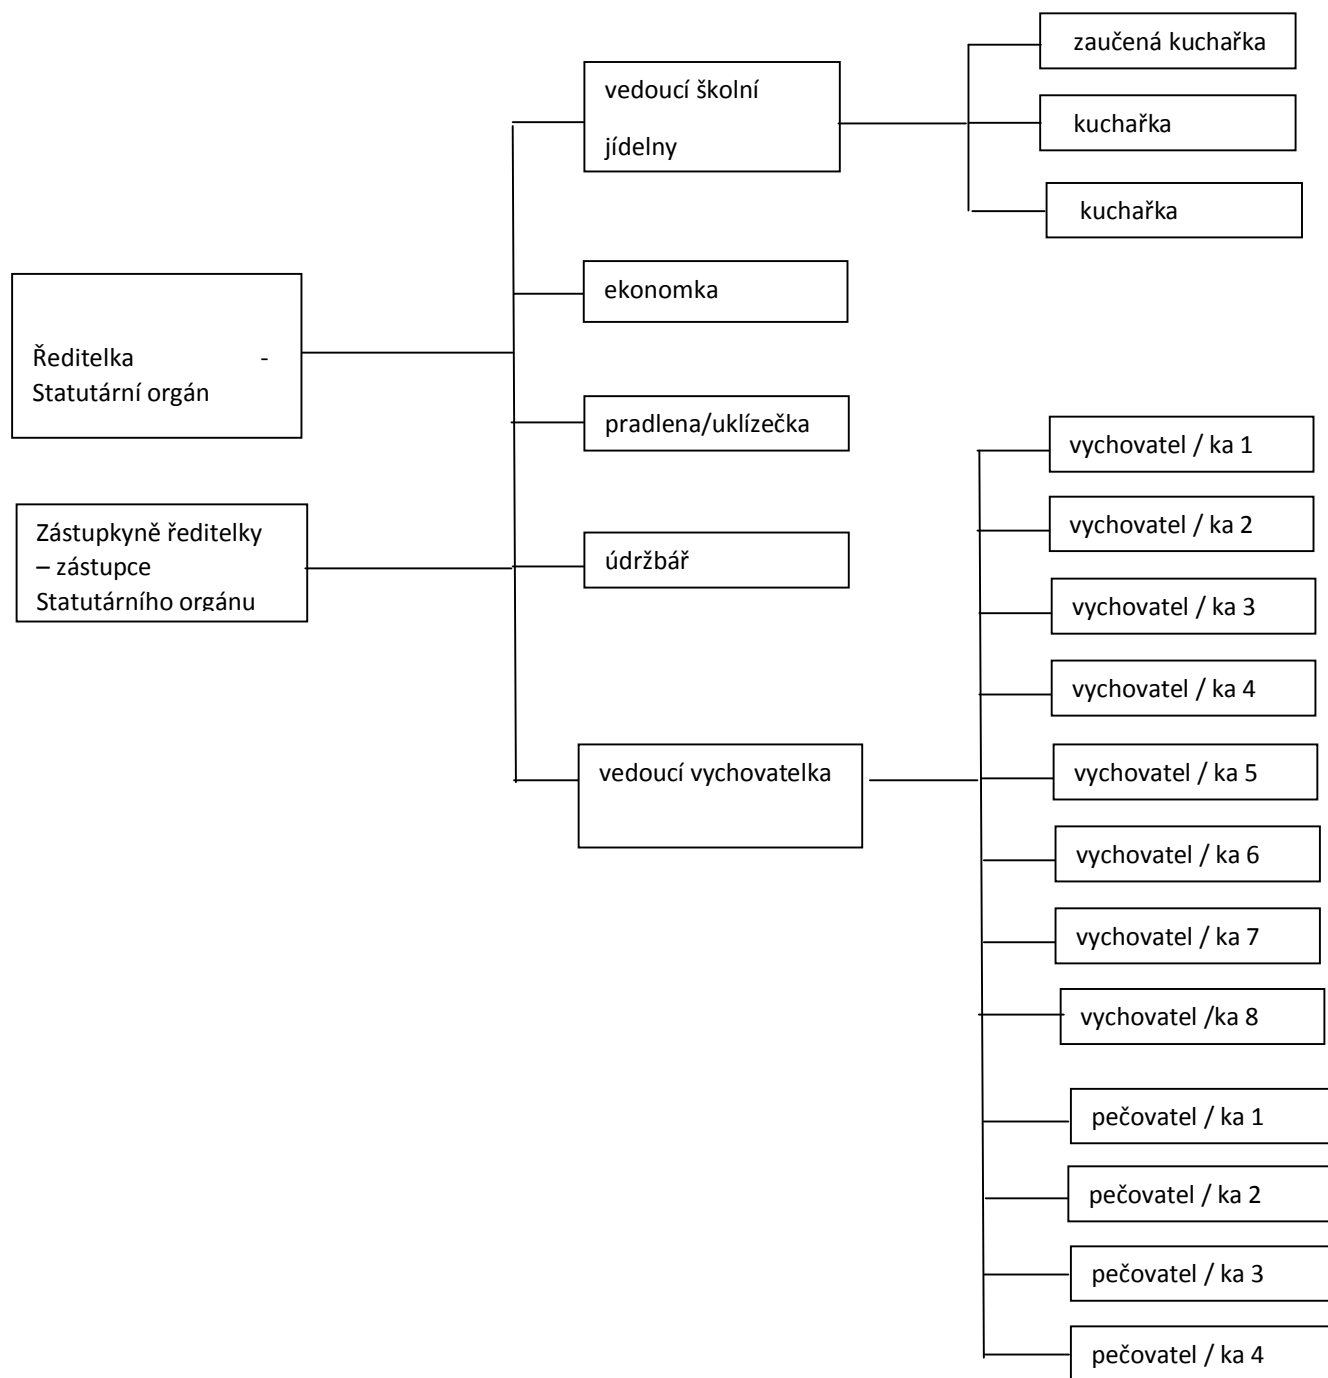 zaučená kuchařka
vedoucí školní
jídelny
kuchařka
kuchařka
ekonomka
Ředitelka -
Statutární orgán
pradlena/uklízečka
vychovatel / ka 1
Zástupkyně ředitelky
– zástupce
Statutárního orgánu
vychovatel / ka 2
údržbář
vychovatel / ka 3
vychovatel / ka 4
vedoucí vychovatelka
vychovatel / ka 5
vychovatel / ka 6
vychovatel / ka 7
vychovatel /ka 8
pečovatel / ka 1
pečovatel / ka 2
pečovatel / ka 3
pečovatel / ka 4